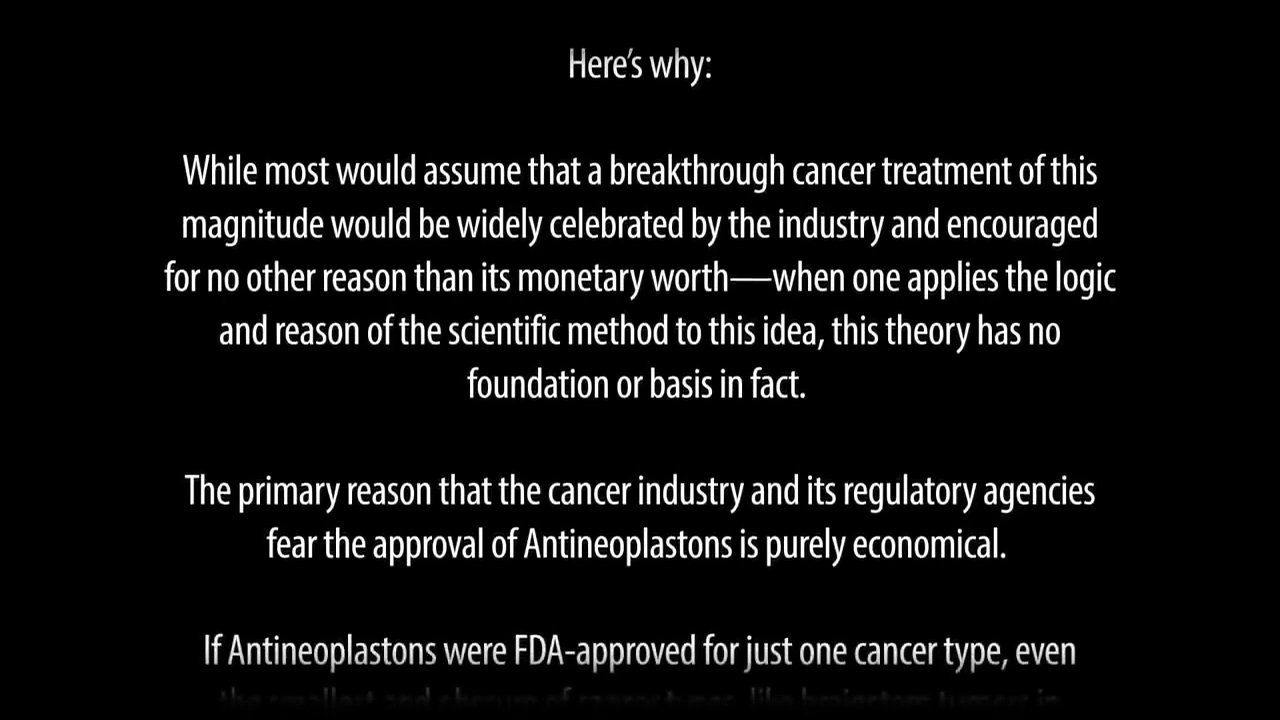 Here's why:
While most would assume that a breakthrough cancer treatment of this
magnitude would be widely celebrated by the industry and encouraged
for no other reason than its monetary worth—when one applies the logic
and reason of the scientific method to this idea, this theory has no
foundation or basis in fact.
The primary reason that the cancer industry and its regulatory agencies
fear the approval of Antineoplastons is purely economical.
If Antineoplastons were FDA-approved for just one cancer type, even